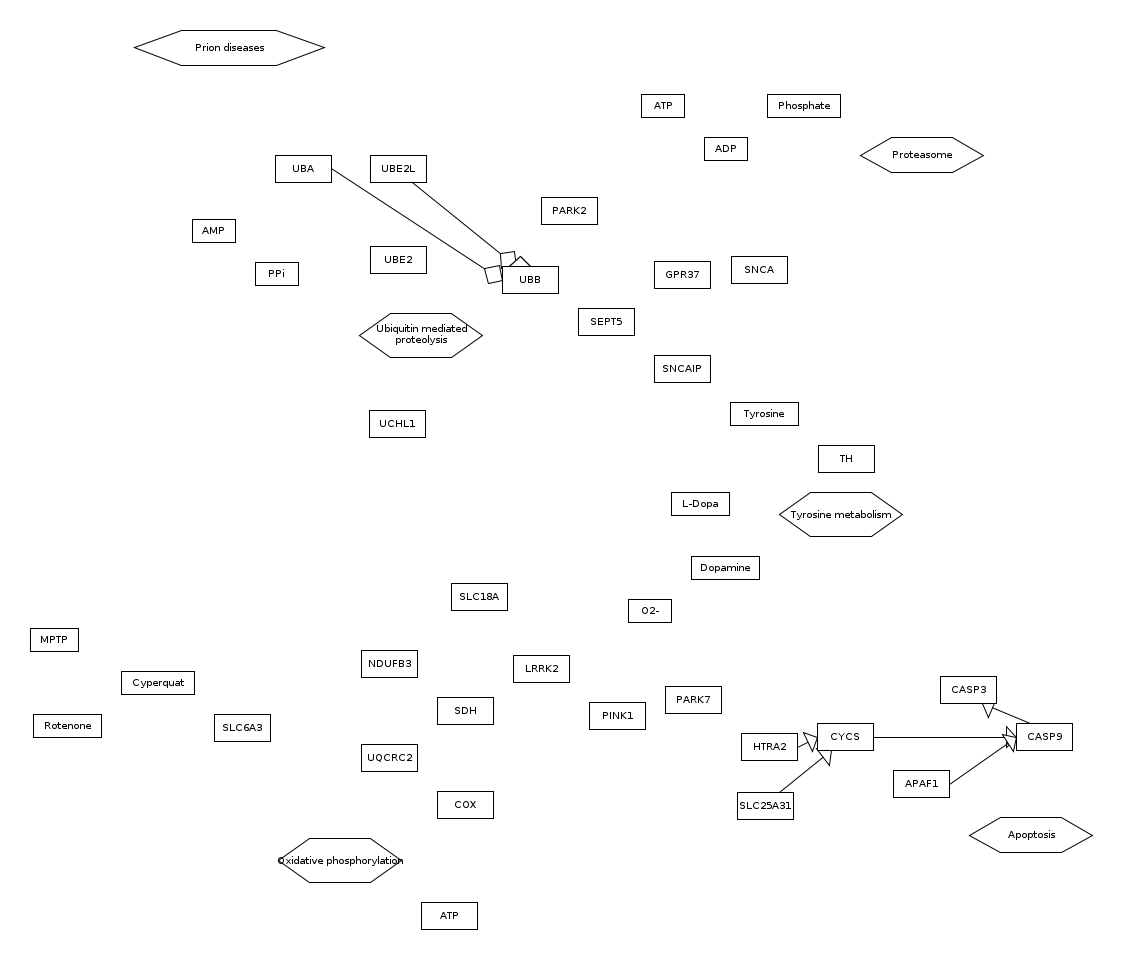 Prion diseases
ATP
Phosphate
ADP
Proteasome
UBA
UBE2L
PARK2
AMP
UBE2
PPi
UBB
GPR37
SNCA
SEPT5
Ubiquitin mediated
proteolysis
SNCAIP
Tyrosine
UCHL1
TH
L-Dopa
Tyrosine metabolism
Dopamine
SLC18A
O2-
MPTP
NDUFB3
LRRK2
Cyperquat
CASP3
PARK7
SDH
PINK1
Rotenone
SLC6A3
CYCS
CASP9
HTRA2
UQCRC2
APAF1
COX
SLC25A31
Apoptosis
Oxidative phosphorylation
ATP